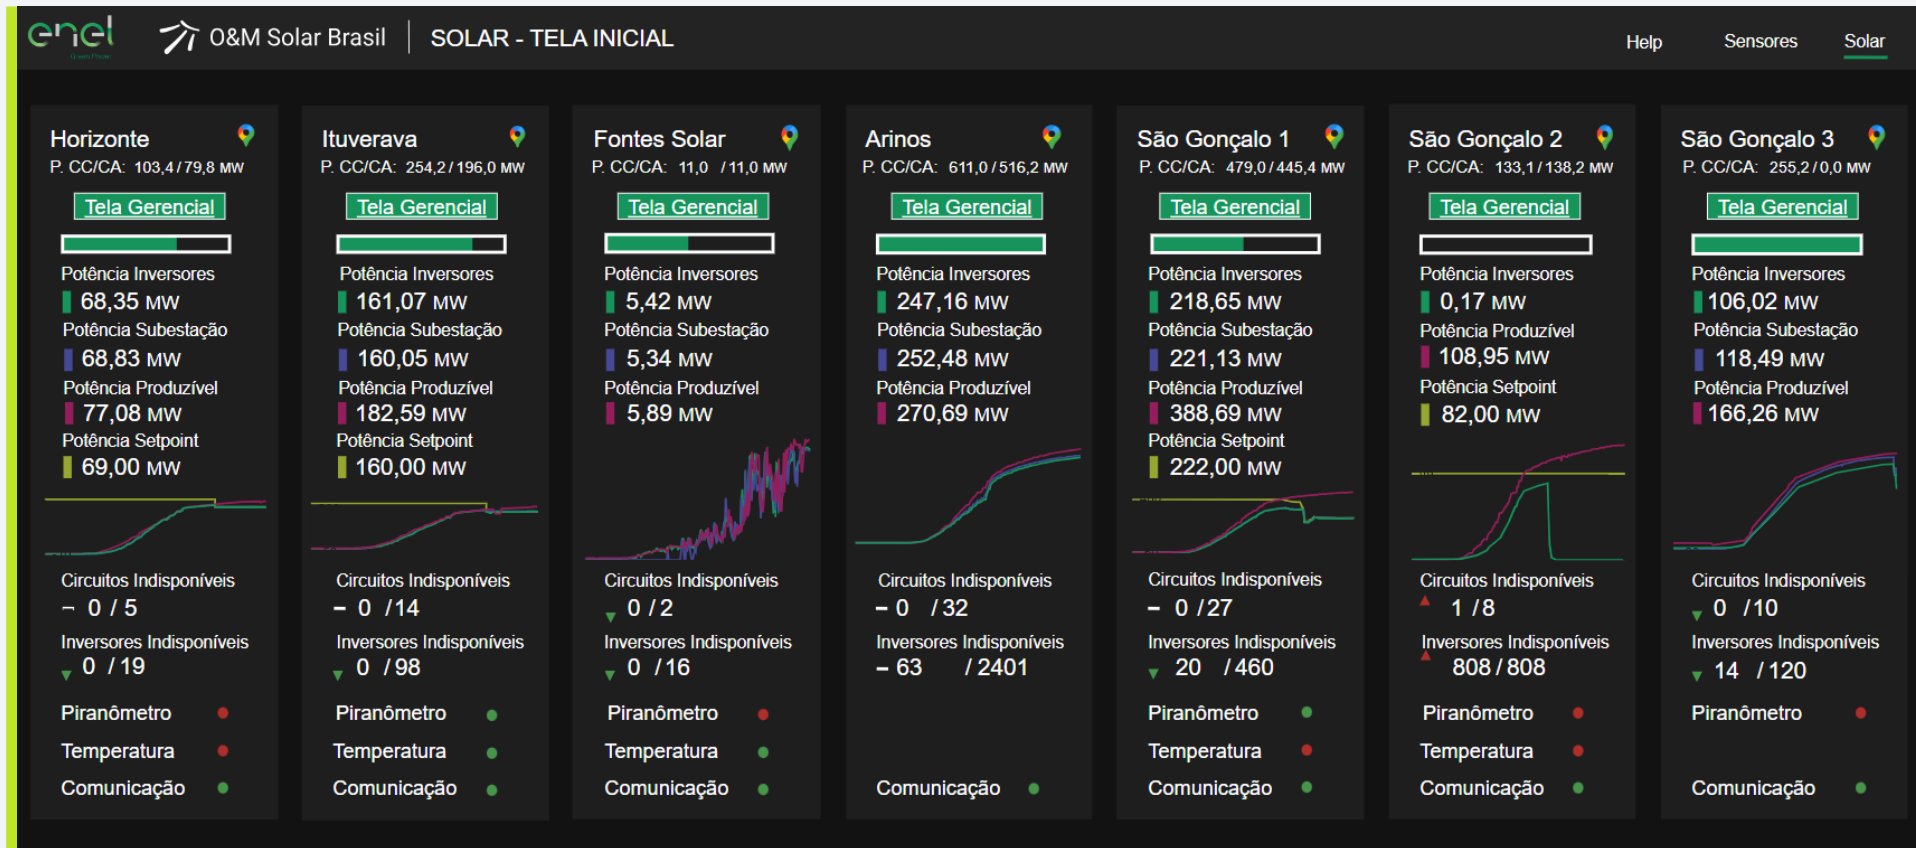 enel
Green Power
O&M Solar Brasil
SOLAR - TELA INICIAL
Help
Sensores
Solar
Horizonte
P. CC/CA: 103,4/79,8 MW
Tela Gerencial
Potência Inversores
68,35 MW
Potência Subestação
68,83 MW
Potência Produzível
77,08 MW
Potência Setpoint
69,00 MW
Circuitos Indisponíveis
0 / 5
Inversores Indisponíveis
0 / 19
Piranômetro
Temperatura
Comunicação
Ituverava
P. CC/CA: 254,2/196,0 MW
Tela Gerencial
Potência Inversores
161,07 MW
Potência Subestação
160,05 MW
Potência Produzível
182,59 MW
Potência Setpoint
160,00 MW
Circuitos Indisponíveis
0 /14
Inversores Indisponíveis
0 /98
Piranômetro
Temperatura
Comunicação
Fontes Solar
P. CC/CA: 11,0 /11,0 MW
Tela Gerencial
Potência Inversores
5,42 MW
Potência Subestação
5,34 MW
Potência Produzível
5,89 MW
Circuitos Indisponíveis
0 / 2
Inversores Indisponíveis
0 /16
Piranômetro
Temperatura
Comunicação
Arinos
P. CC/CA: 611,0/516,2 MW
Tela Gerencial
Potência Inversores
247,16 MW
Potência Subestação
252,48 MW
Potência Produzível
270,69 MW
Circuitos Indisponíveis
0 /32
Inversores Indisponíveis
63 / 2401
Comunicação
São Gonçalo 1
P. CC/CA: 479,0/445,4 MW
Tela Gerencial
Potência Inversores
218,65 MW
Potência Subestação
221,13 MW
Potência Produzível
388,69 MW
Potência Setpoint
222,00 MW
Circuitos Indisponíveis
0 /27
Inversores Indisponíveis
20 /460
Piranômetro
Temperatura
Comunicação
São Gonçalo 2
P. CC/CA: 133,1/138,2 MW
Tela Gerencial
Potência Inversores
0,17 MW
Potência Produzível
108,95 MW
Potência Setpoint
82,00 MW
Circuitos Indisponíveis
1 /8
Inversores Indisponíveis
808/808
Piranômetro
Temperatura
Comunicação
São Gonçalo 3
P. CC/CA: 255,2/0,0 MW
Tela Gerencial
Potência Inversores
106,02 MW
Potência Subestação
118,49 MW
Potência Produzível
166,26 MW
Circuitos Indisponíveis
0 /10
Inversores Indisponíveis
14 /120
Piranômetro
Comunicação